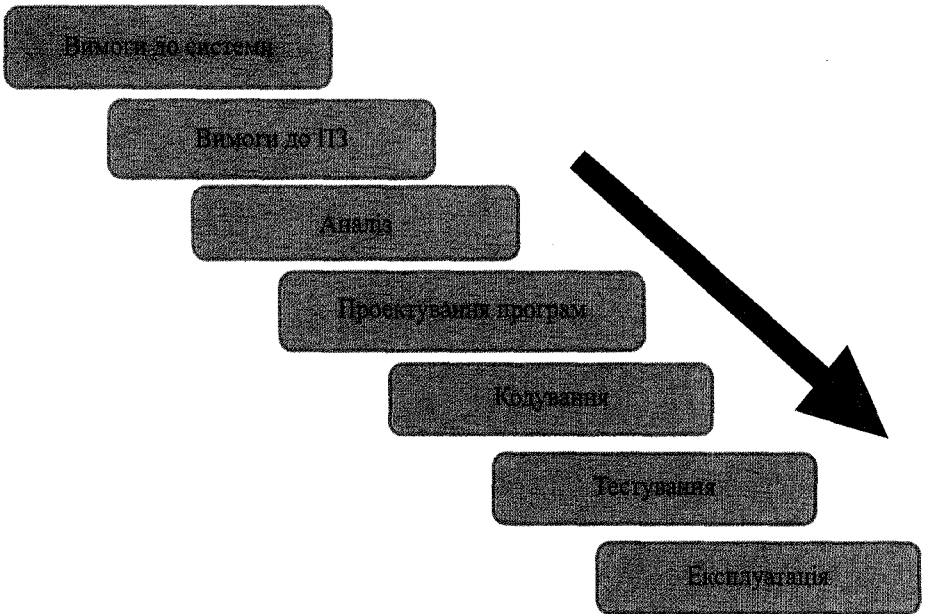 Вимоги до системи
Вимоги до ПЗ
Аналіз
Проектування програм
Кодування
Тестування
Експлуатація